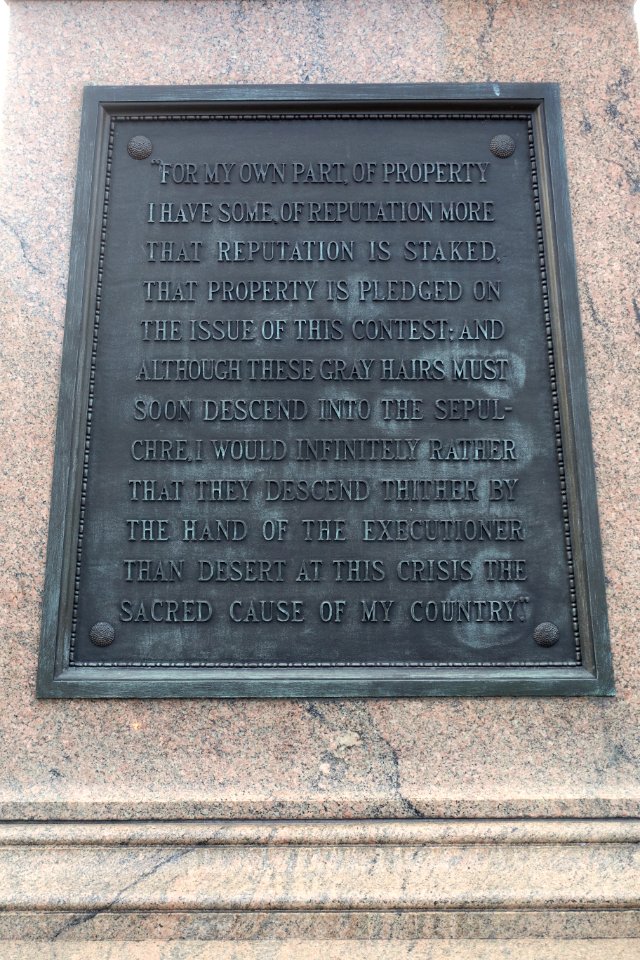 "FOR MY OWN PART, OF PROPERTY
I HAVE SOME, OF REPUTATION MORE
THAT REPUTATION IS STAKED,
THAT PROPERTY IS PLEDGED ON
THE ISSUE OF THIS CONTEST; AND
ALTHOUGH THESE GRAY HAIRS MUST
SOON DESCEND INTO THE SEPUL-
CHRE, I WOULD INFINITELY RATHER
THAT THEY DESCEND THITHER BY
THE HAND OF THE EXECUTIONER
THAN DESERT AT THIS CRISIS THE
SACRED CAUSE OF MY COUNTRY."